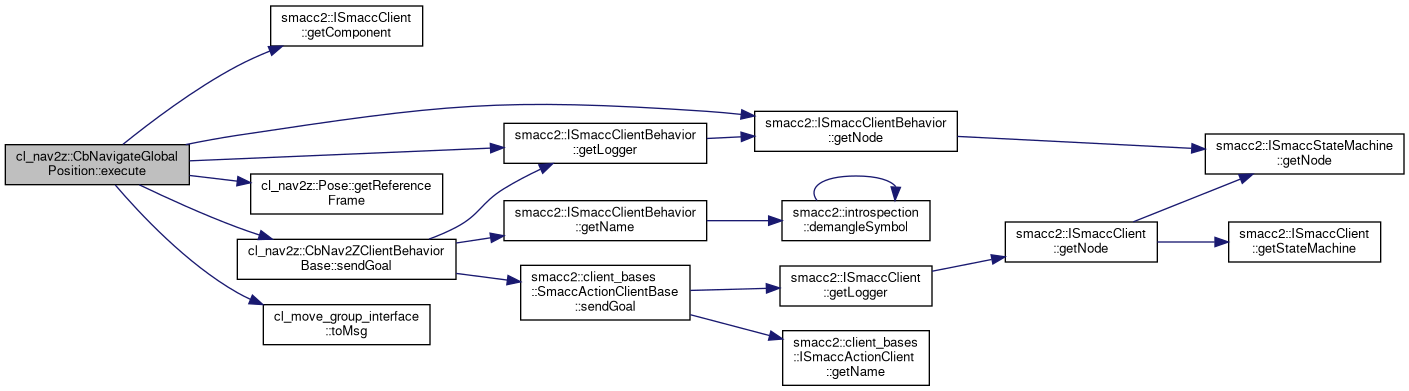 smacc2::ISmaccClient
::getComponent
cl_nav2z::CbNavigateGlobal
Position::execute
smacc2::ISmaccClientBehavior
::getLogger
smacc2::ISmaccClientBehavior
::getNode
smacc2::ISmaccStateMachine
::getNode
cl_nav2z::Pose::getReference
Frame
smacc2::ISmaccClientBehavior
::getName
smacc2::introspection
::demangleSymbol
cl_nav2z::CbNav2ZClientBehavior
Base::sendGoal
smacc2::client_bases
::SmaccActionClientBase
::sendGoal
smacc2::ISmaccClient
::getLogger
smacc2::ISmaccClient
::getNode
smacc2::ISmaccClient
::getStateMachine
cl_move_group_interface
::toMsg
smacc2::client_bases
::ISmaccActionClient
::getName